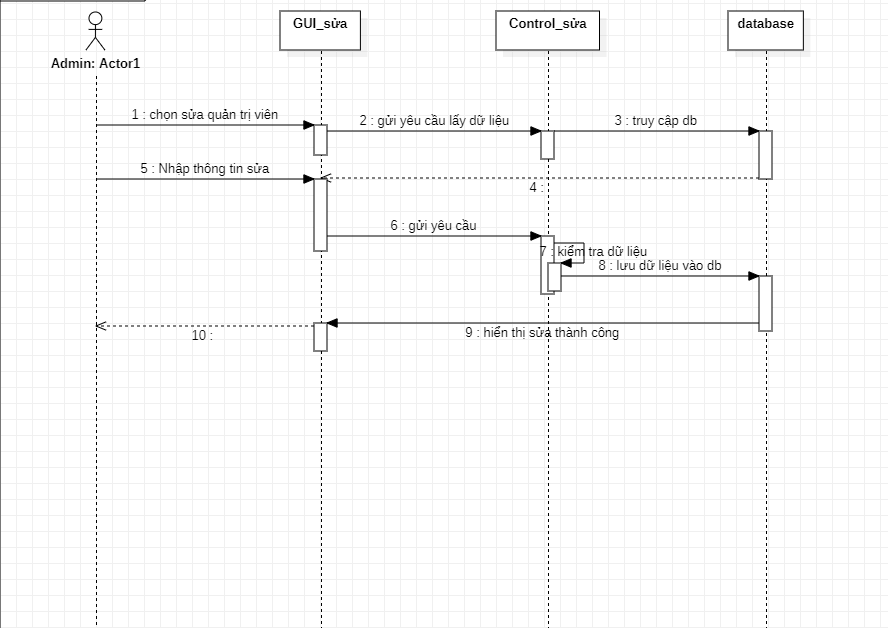 GUI_sửa
Control_sửa
database
Admin: Actor1
1 : chọn sửa quản trị viên
2 : gửi yêu cầu lấy dữ liệu
3 : truy cập db
5 : Nhập thông tin sửa
4 :
6 : gửi yêu cầu
7 : kiểm tra dữ liệu
8 : lưu dữ liệu vào db
9 : hiển thị sửa thành công
10 :